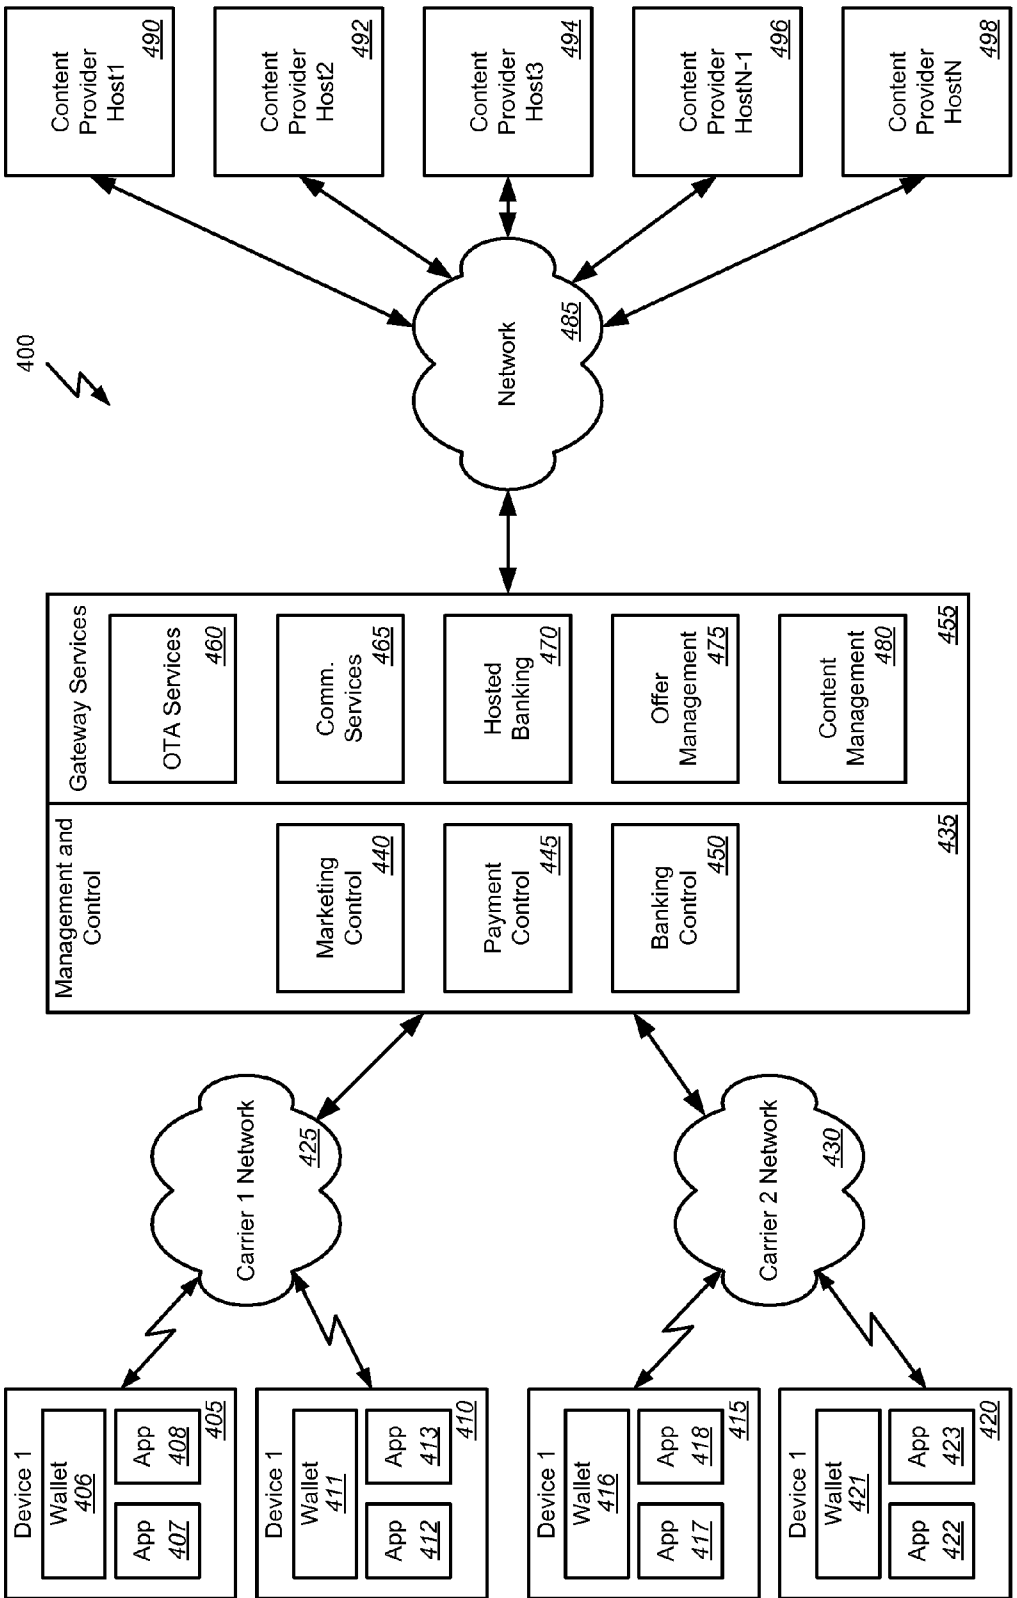 400
Device 1
Wallet
406
App
407
App
408
405
Device 1
Wallet
411
App
412
App
413
410
Device 1
Wallet
416
App
417
App
418
415
Device 1
Wallet
421
App
422
App
423
420
Carrier 1 Network
425
Carrier 2 Network
430
Management and
Control
Marketing
Control
440
Payment
Control
445
Banking
Control
450
435
Gateway Services
OTA Services
460
Comm.
Services
465
Hosted
Banking
470
Offer
Management
475
Content
Management
480
455
Network
485
Content
Provider
Host1
490
Content
Provider
Host2
492
Content
Provider
Host3
494
Content
Provider
HostN-1
496
Content
Provider
HostN
498